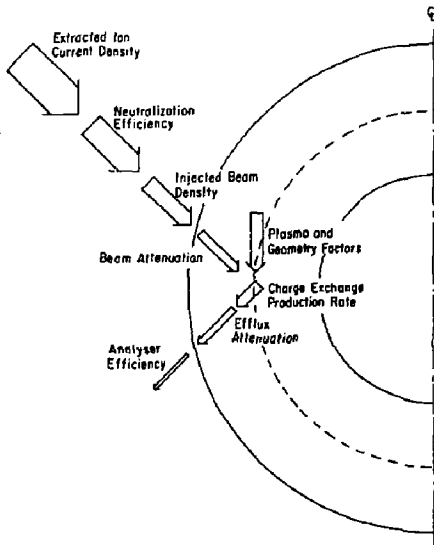 ℄
Extracted Ion
Current Density
Neutralization
Efficiency
Injected Beam
Density
Plasma and
Geometry Factors
Beam Attenuation
Charge Exchange
Production Rate
Efflux
Attenuation
Analyser
Efficiency